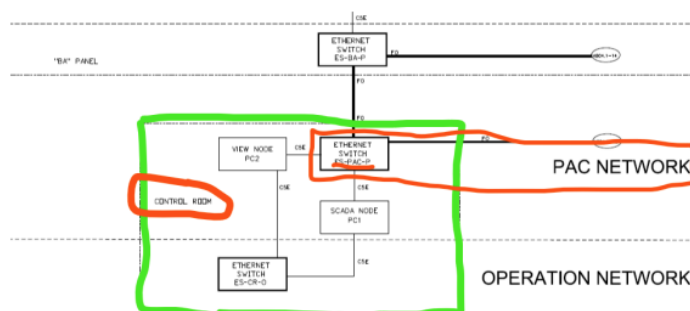 CSE
ETHERNET
SWITCH
ES-BA-P
FO
"BA" PANEL
FO
FO
VIEW NODE
PC2
CSE
ETHERNET
SWITCH
ES-PAC-P
FO
PAC NETWORK
CSE
CSE
CONTROL ROOM
SCADA NODE
PC1
CSE
ETHERNET
SWITCH
ES-CR-O
OPERATION NETWORK